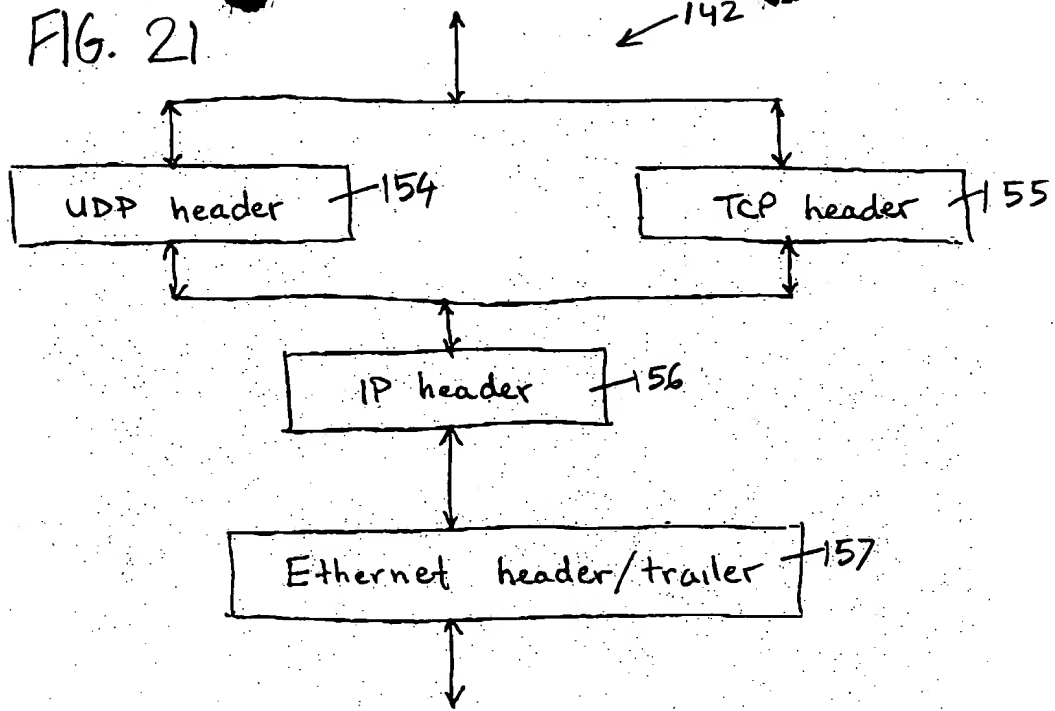 FIG. 21
142
UDP header
154
TCP header
155
IP header
156
Ethernet header/trailer
157